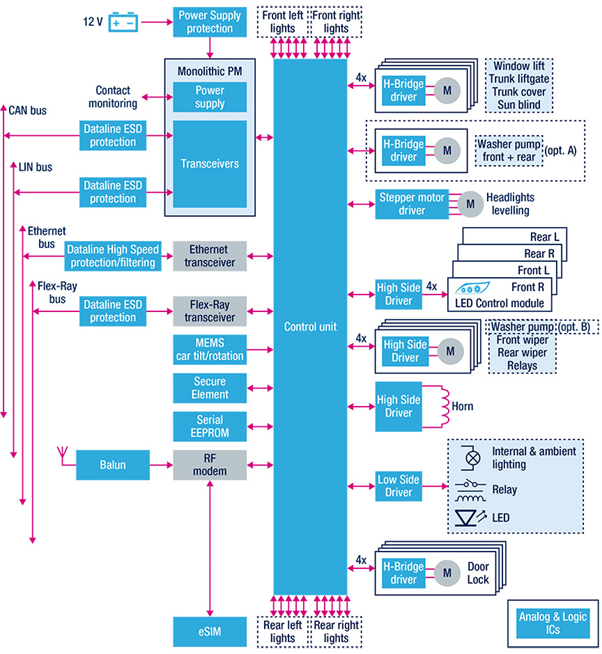 12 V
Power Supply
protection
Front left
lights
Front right
lights
Monolithic PM
Power
supply
Contact
monitoring
CAN bus
Dataline ESD
protection
Transceivers
LIN bus
Dataline ESD
protection
Ethernet
bus
Dataline High Speed
protection/filtering
Ethernet
transceiver
Flex-Ray
bus
Dataline ESD
protection
Flex-Ray
transceiver
MEMS
car tilt/rotation
Secure
Element
Serial
EEPROM
Balun
RF
modem
eSIM
Control unit
4x
H-Bridge
driver
M
Window lift
Trunk liftgate
Trunk cover
Sun blind
H-Bridge
driver
M
Washer pump
front + rear
(opt. A)
Stepper motor
driver
M
Headlights
levelling
High Side
Driver
4x
Rear L
Rear R
Front L
Front R
LED Control module
4x
High Side
Driver
M
Washer pump (opt. B)
Front wiper
Rear wiper
Relays
High Side
Driver
Horn
Low Side
Driver
Internal & ambient
lighting
Relay
LED
4x
H-Bridge
driver
M
Door
Lock
Rear left
lights
Rear right
lights
Analog & Logic
ICs